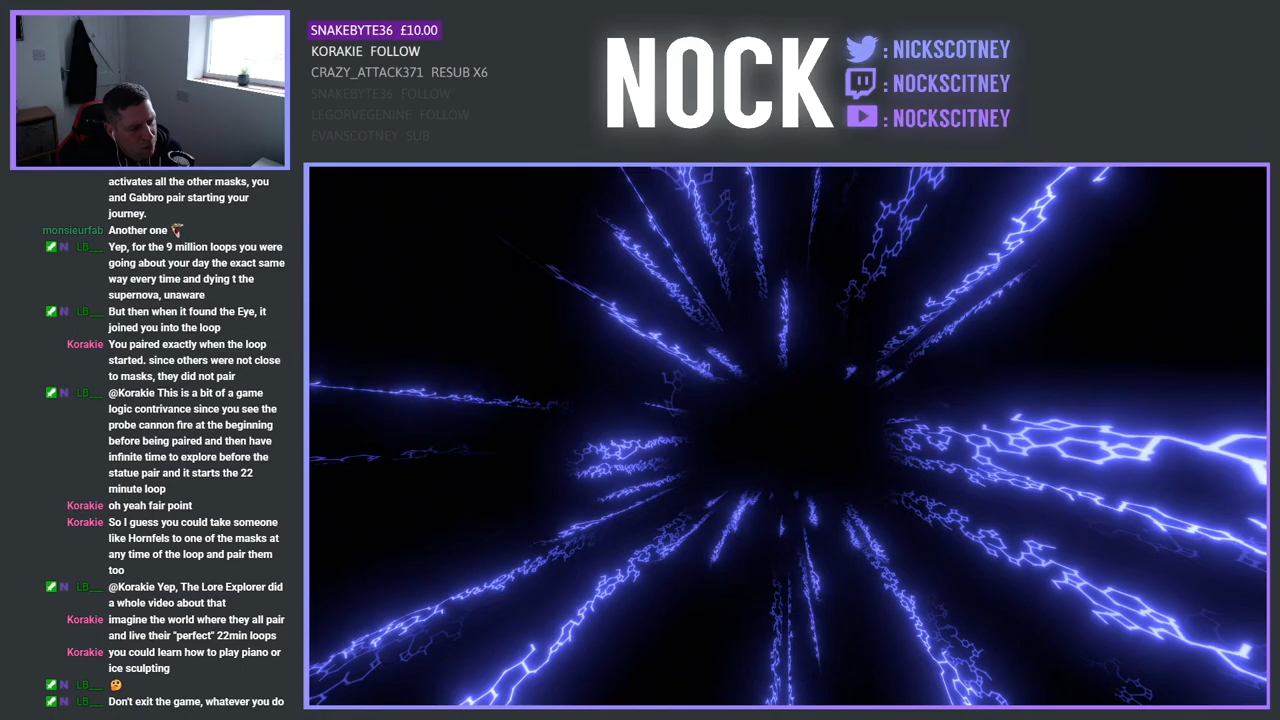 SNAKEBYTE36 £10.00
KORAKIE FOLLOW
CRAZY_ATTACK371 RESUB X6
SNAKEBYTE36 FOLLOW
LEGORVEGENINE FOLLOW
EVANSCOTNEY SUB
NOCK
: NICKSCOTNEY
: NOCKSCITNEY
: NOCKSCITNEY
activates all the other masks, you
and Gabbro pair starting your
journey.
monsieurfab Another one
N LB__ Yep, for the 9 million loops you were
going about your day the exact same
way every time and dying t the
supernova, unaware
N LB__ But then when it found the Eye, it
joined you into the loop
Korakie You paired exactly when the loop
started. since others were not close
to masks, they did not pair
N LB__ @Korakie This is a bit of a game
logic contrivance since you see the
probe cannon fire at the beginning
before being paired and then have
infinite time to explore before the
statue pair and it starts the 22
minute loop
Korakie oh yeah fair point
Korakie So I guess you could take someone
like Hornfels to one of the masks at
any time of the loop and pair them
too
N LB__ @Korakie Yep, The Lore Explorer did
a whole video about that
Korakie imagine the world where they all pair
and live their "perfect" 22min loops
Korakie you could learn how to play piano or
ice sculpting
N LB__
N LB__ Don't exit the game, whatever you do